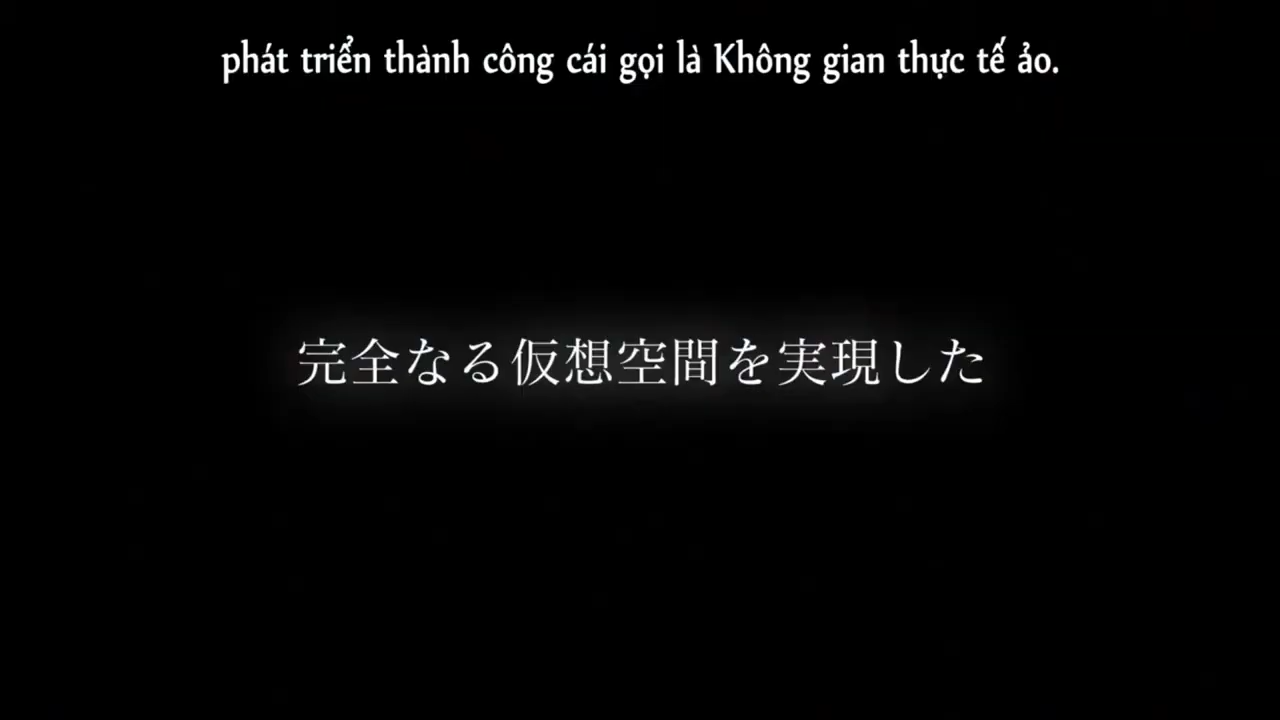 phát triển thành công cái gọi là Không gian thực tế ảo.
完全なる仮想空間を実現した